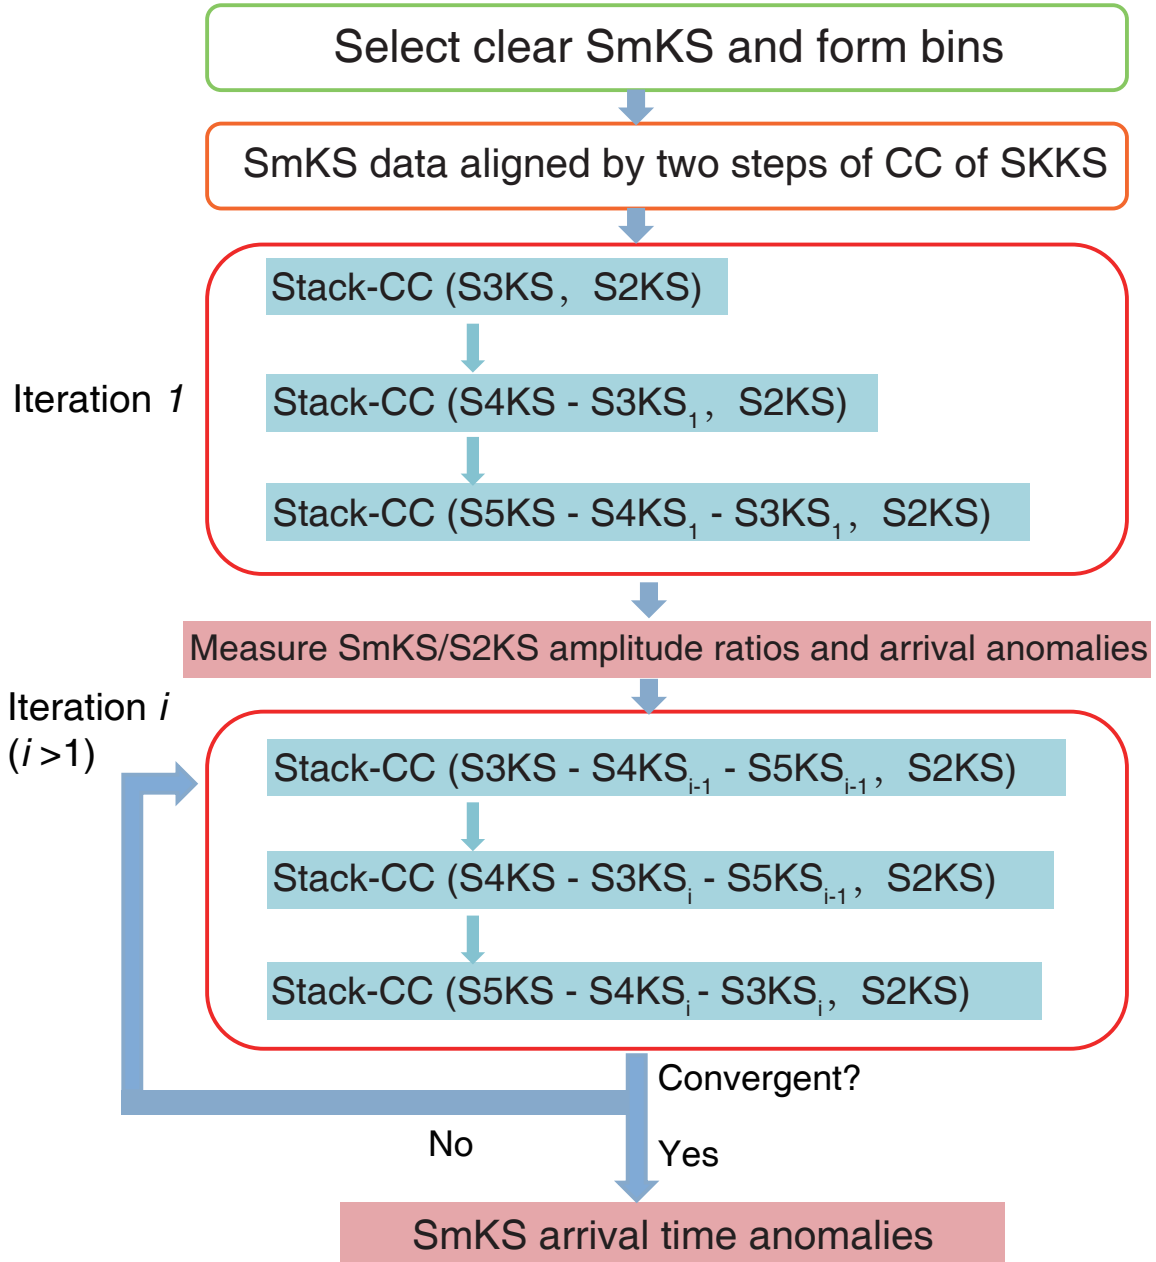 Select clear SmKS and form bins
SmKS data aligned by two steps of CC of SKKS
Stack-CC (S3KS, S2KS)
Iteration 1
Stack-CC (S4KS - S3KS₁, S2KS)
Stack-CC (S5KS - S4KS₁ - S3KS₁, S2KS)
Measure SmKS/S2KS amplitude ratios and arrival anomalies
Iteration i
(i >1)
Stack-CC (S3KS - S4KSᵢ₋₁ - S5KSᵢ₋₁, S2KS)
Stack-CC (S4KS - S3KSᵢ - S5KSᵢ₋₁, S2KS)
Stack-CC (S5KS - S4KSᵢ - S3KSᵢ, S2KS)
Convergent?
No
Yes
SmKS arrival time anomalies